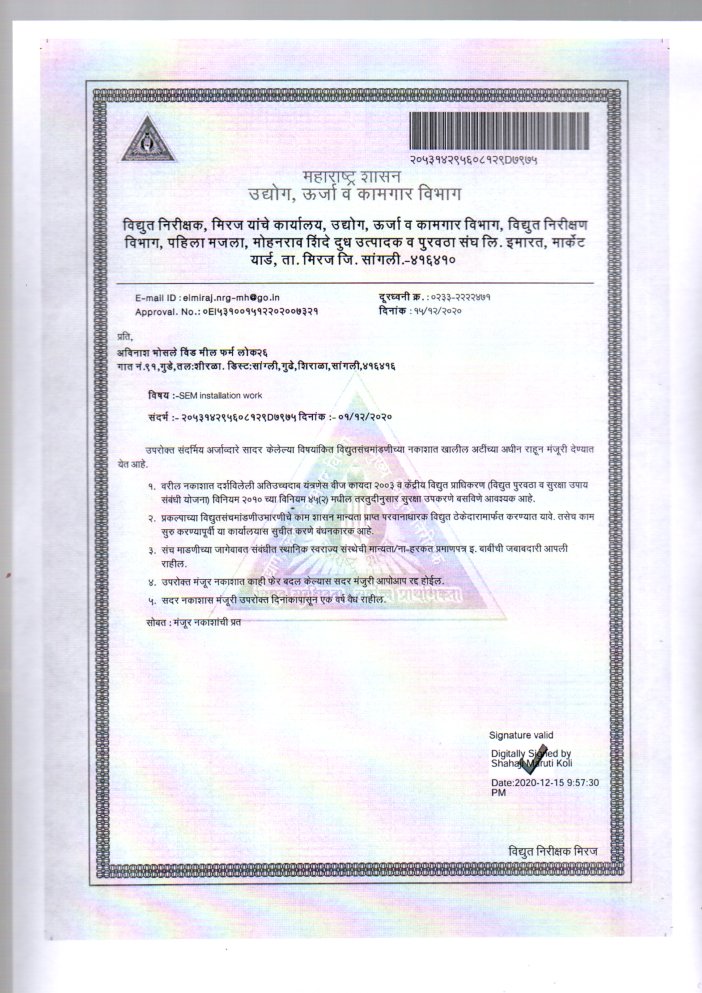 २०५३१४२९५६०८१२९D७९७५
महाराष्ट्र शासन
उद्योग, ऊर्जा व कामगार विभाग
विद्युत निरीक्षक, मिरज यांचे कार्यालय, उद्योग, ऊर्जा व कामगार विभाग, विद्युत निरीक्षण
विभाग, पहिला मजला, मोहनराव शिंदे दुध उत्पादक व पुरवठा संघ लि. इमारत, मार्केट
यार्ड, ता. मिरज जि. सांगली.-४१६४१०
E-mail ID : eimiraj.nrg-mh@go.in
दूरध्वनी क्र. : ०२३३-२२२२४७१
Approval. No.: ०EI५३१००१५१२२०२००७३२१
दिनांक : १५/१२/२०२०
प्रति,
अविनाश भोसले विंड मील फर्म लोक२६
गात नं.९१,गुडे,तल:शीरळा. डिस्ट:सांग्ली,गुढे,शिराळा,सांगली,४१६४१६
विषय :-SEM installation work
संदर्भ :- २०५३१४२९५६०८१२९D७९७५ दिनांक :- ०१/१२/२०२०
उपरोक्त संदर्भिय अर्जाव्दारे सादर केलेल्या विषयांकित विद्युतसंचमांडणीच्या नकाशात खालील अटींच्या अधीन राहून मंजूरी देण्यात
येत आहे.
१. वरील नकाशात दर्शविलेली अतिउच्चदाब यंत्रणेस वीज कायदा २००३ व केंद्रीय विद्युत प्राधिकरण (विद्युत पुरवठा व सुरक्षा उपाय
संबंधी योजना) विनियम २०१० च्या विनियम ४५(२) मधील तरतुदीनुसार सुरक्षा उपकरणे बसविणे आवश्यक आहे.
२. प्रकल्पाच्या विद्युतसंचमांडणीउभारणीचे काम शासन मान्यता प्राप्त परवानाधारक विद्युत ठेकेदारामार्फत करण्यात यावे. तसेच काम
सुरु करण्यापूर्वी या कार्यालयास सुचीत करणे बंधनकारक आहे.
३. संच माडणीच्या जागेबाबत संबंधीत स्थानिक स्वराज्य संस्थेची मान्यता/ना-हरकत प्रमाणपत्र इ. बाबींची जबाबदारी आपली
राहील.
४. उपरोक्त मंजूर नकाशात काही फेर बदल केल्यास सदर मंजुरी आपोआप रद्द होईल.
५. सदर नकाशास मंजूरी उपरोक्त दिनांकापासून एक वर्ष वैध राहील.
सोबत : मंजूर नकाशांची प्रत
Signature valid
Digitally Signed by
Shahaji Maruti Koli
Date:2020-12-15 9:57:30
PM
विद्युत निरीक्षक मिरज